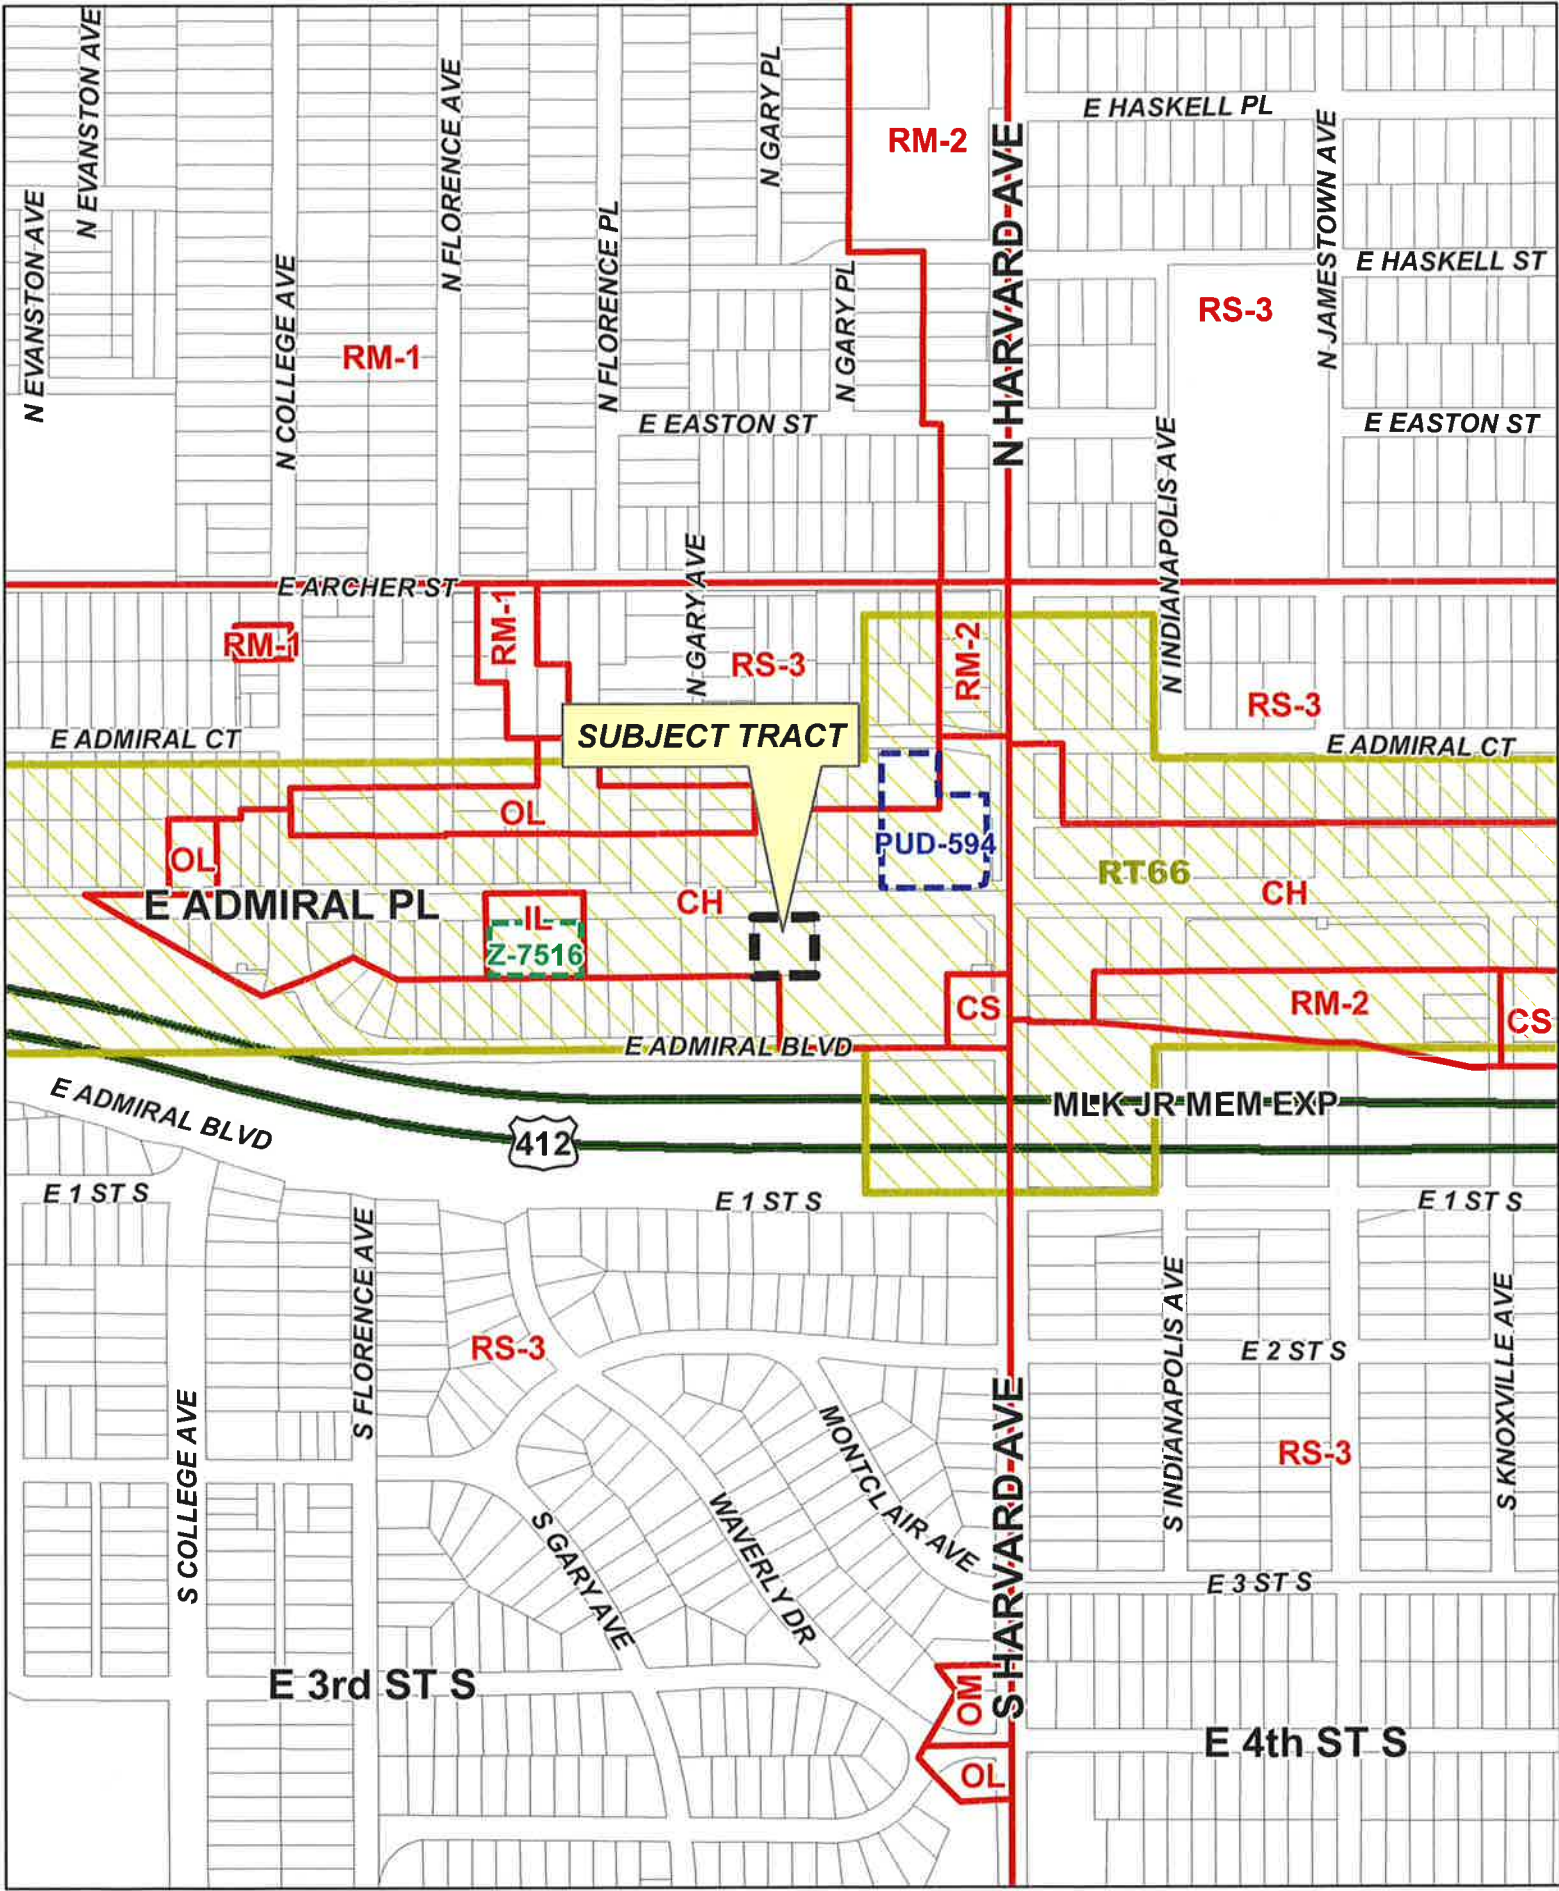 N EVANSTON AVE
N FLORENCE AVE
N GARY PL
E HASKELL PL
RM-2
N HARVARD AVE
N JAMESTOWN AVE
N EVANSTON AVE
N COLLEGE AVE
N FLORENCE PL
N GARY PL
E HASKELL ST
RS-3
RM-1
E EASTON ST
E EASTON ST
N INDIANAPOLIS AVE
N GARY AVE
E ARCHER ST
RM-1
RM-1
RS-3
RM-2
RS-3
E ADMIRAL CT
SUBJECT TRACT
E ADMIRAL CT
OL
OL
PUD-594
RT66
CH
CH
E ADMIRAL PL
IL
Z-7516
CS
RM-2
CS
E ADMIRAL BLVD
MLK JR MEM EXP
E ADMIRAL BLVD
412
E 1 ST S
E 1 ST S
E 1 ST S
S FLORENCE AVE
RS-3
S INDIANAPOLIS AVE
E 2 ST S
S KNOXVILLE AVE
S COLLEGE AVE
MONTCLAIR AVE
S HARVARD AVE
RS-3
S GARY AVE
WAVERLY DR
E 3 ST S
E 3rd ST S
OM
E 4th ST S
OL